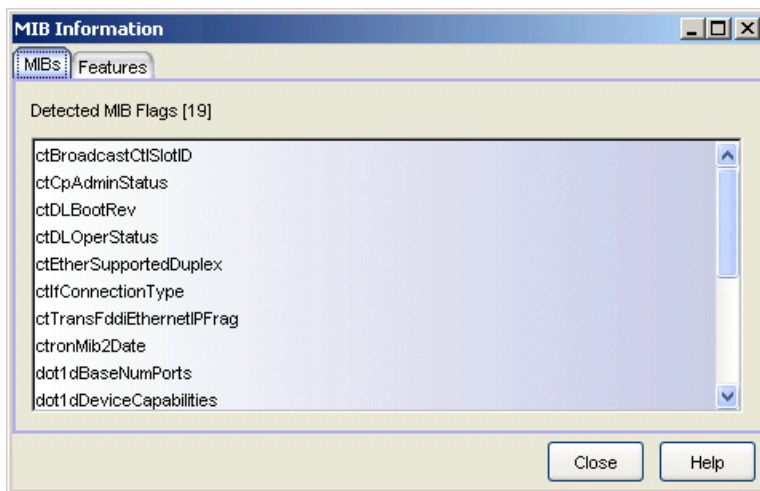 MIB Information
MIBs Features
Detected MIB Flags [19]
ctBroadcastCtlSlotID
ctCpAdminStatus
ctDLBootRev
ctDLOperStatus
ctEtherSupportedDuplex
ctIfConnectionType
ctTransFddiEthernetIPFrag
ctronMib2Date
dot1dBaseNumPorts
dot1dDeviceCapabilities
Close Help